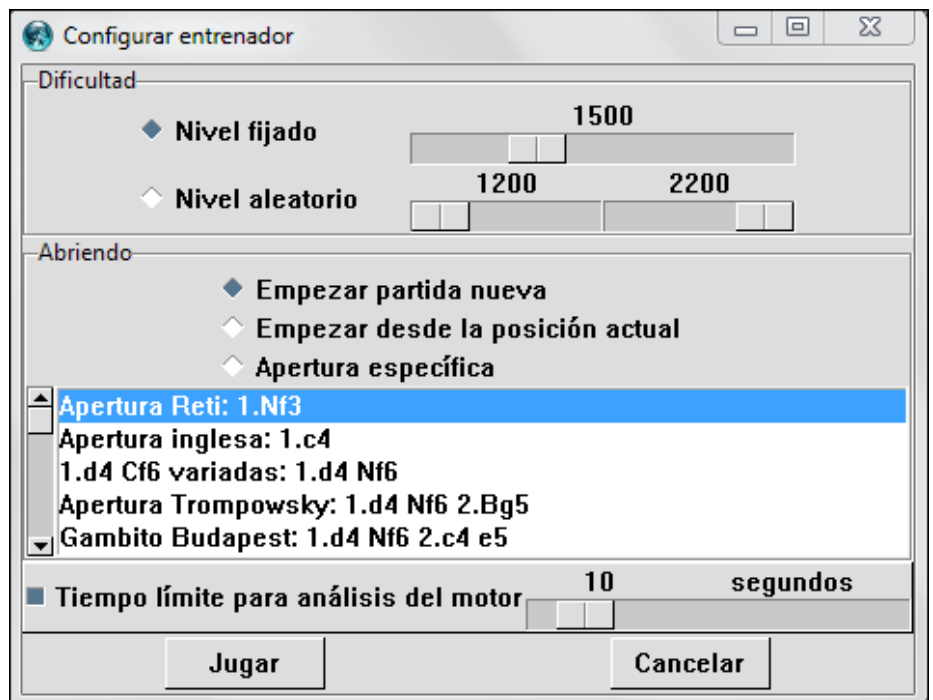 Configurar entrenador
Dificultad
1500
Nivel fijado
1200 2200
Nivel aleatorio
Abriendo
Empezar partida nueva
Empezar desde la posición actual
Apertura específica
Apertura Reti: 1.Nf3
Apertura inglesa: 1.c4
1.d4 Cf6 variadas: 1.d4 Nf6
Apertura Trompowsky: 1.d4 Nf6 2.Bg5
Gambito Budapest: 1.d4 Nf6 2.c4 e5
10 segundos
Tiempo límite para análisis del motor
Jugar Cancelar